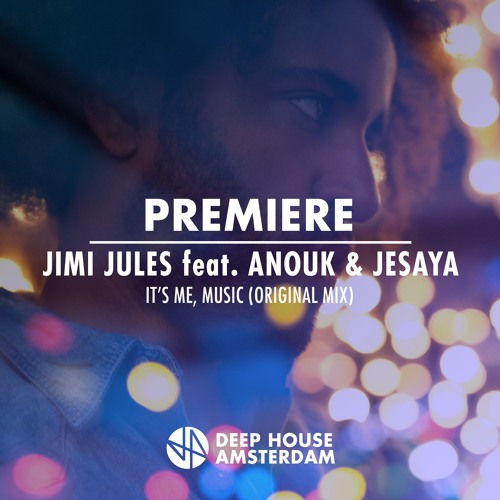 PREMIERE
JIMI JULES feat. ANOUK & JESAYA
IT'S ME, MUSIC (ORIGINAL MIX)
DEEP HOUSE
AMSTERDAM